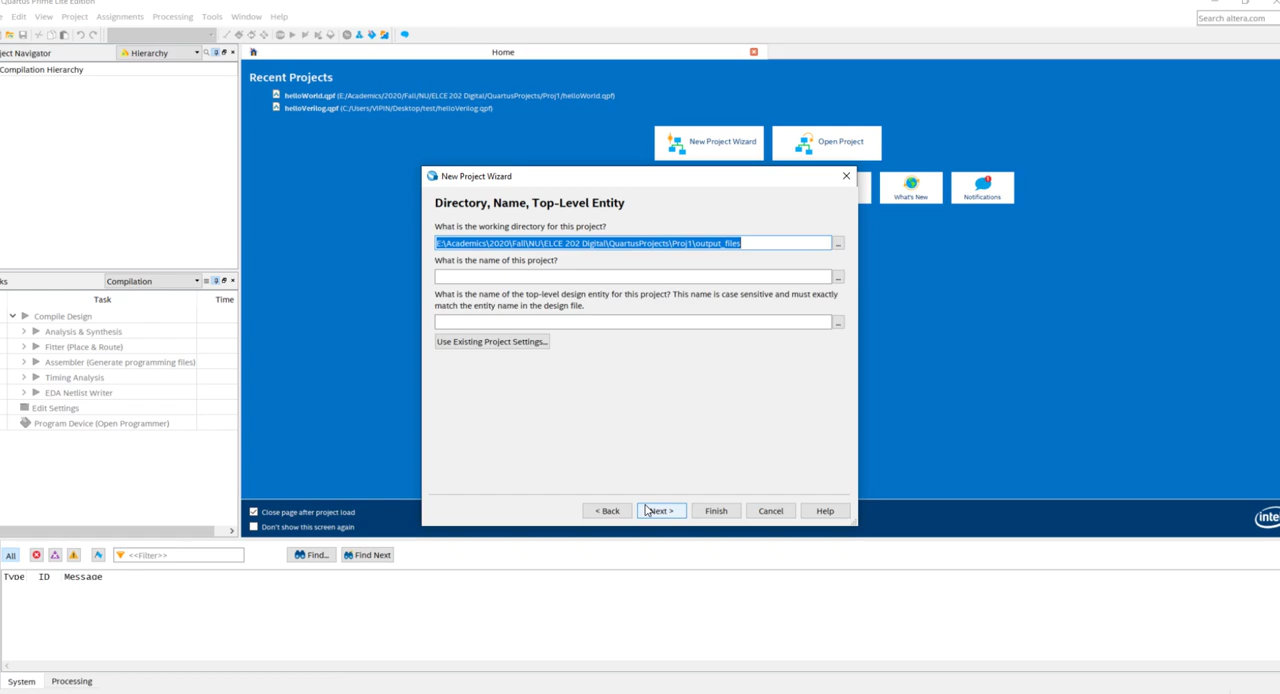 Quartus Prime Lite Edition
Edit View Project Assignments Processing Tools Window Help
Search altera.com
ject Navigator Hierarchy
Home
Compilation Hierarchy
Recent Projects
helloWorld.qpf (E:/Academics/2020/Fall/NU/ELCE 202 Digital/QuartusProjects/Proj1/helloWorld.qpf)
helloVerilog.qpf (C:/Users/VIPIN/Desktop/test/helloVerilog.qpf)
New Project Wizard
Open Project
What's New
Notifications
New Project Wizard
Directory, Name, Top-Level Entity
What is the working directory for this project?
E:\Academics\2020\Fall\NU\ELCE 202 Digital\QuartusProjects\Proj1\output_files
...
What is the name of this project?
...
What is the name of the top-level design entity for this project? This name is case sensitive and must exactly
match the entity name in the design file.
...
Use Existing Project Settings...
< Back
Next >
Finish
Cancel
Help
ks Compilation
Task Time
Compile Design
Analysis & Synthesis
Fitter (Place & Route)
Assembler (Generate programming files)
Timing Analysis
EDA Netlist Writer
Edit Settings
Program Device (Open Programmer)
Close page after project load
Don't show this screen again
inte
All
<<Filter>>
Find...
Find Next
Type ID Message
System Processing